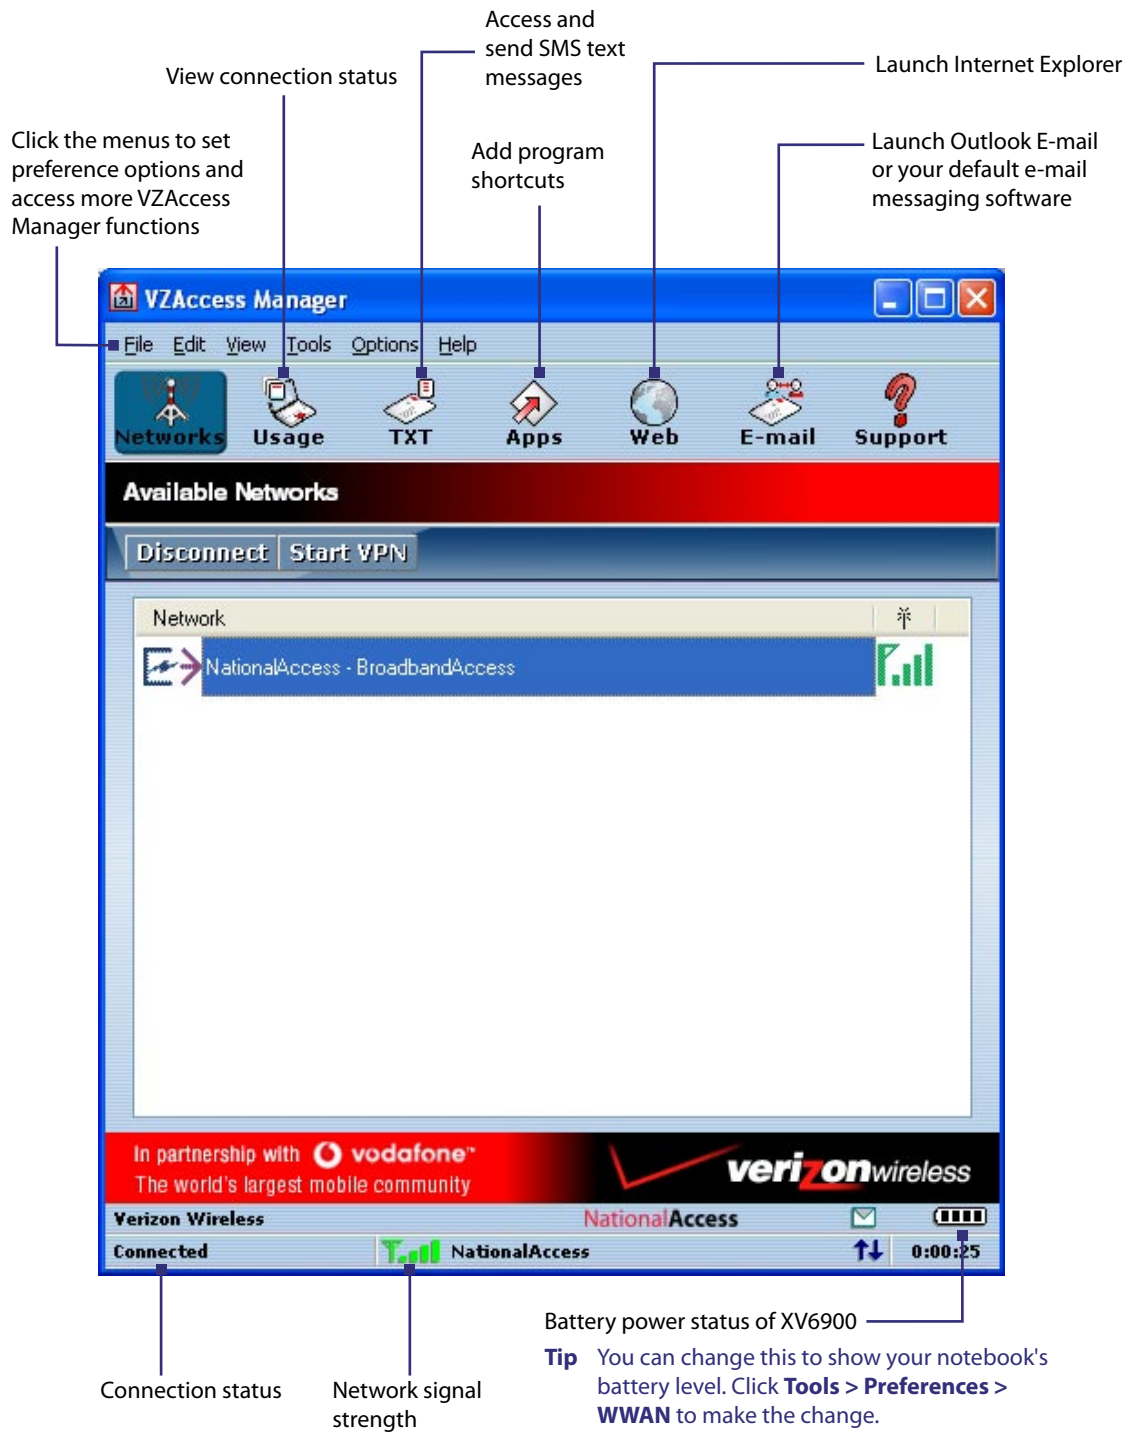 Access and
send SMS text
messages
View connection status
Launch Internet Explorer
Click the menus to set
preference options and
access more VZAccess
Manager functions
Add program
shortcuts
Launch Outlook E-mail
or your default e-mail
messaging software
VZAccess Manager
File Edit View Tools Options Help
Networks Usage TXT Apps Web E-mail Support
Available Networks
Disconnect Start VPN
Network
NationalAccess - BroadbandAccess
In partnership with vodafone™
The world's largest mobile community
verizonwireless
Verizon Wireless NationalAccess
Connected NationalAccess 0:00:25
Battery power status of XV6900
Tip You can change this to show your notebook's
battery level. Click Tools > Preferences >
WWAN to make the change.
Connection status
Network signal
strength